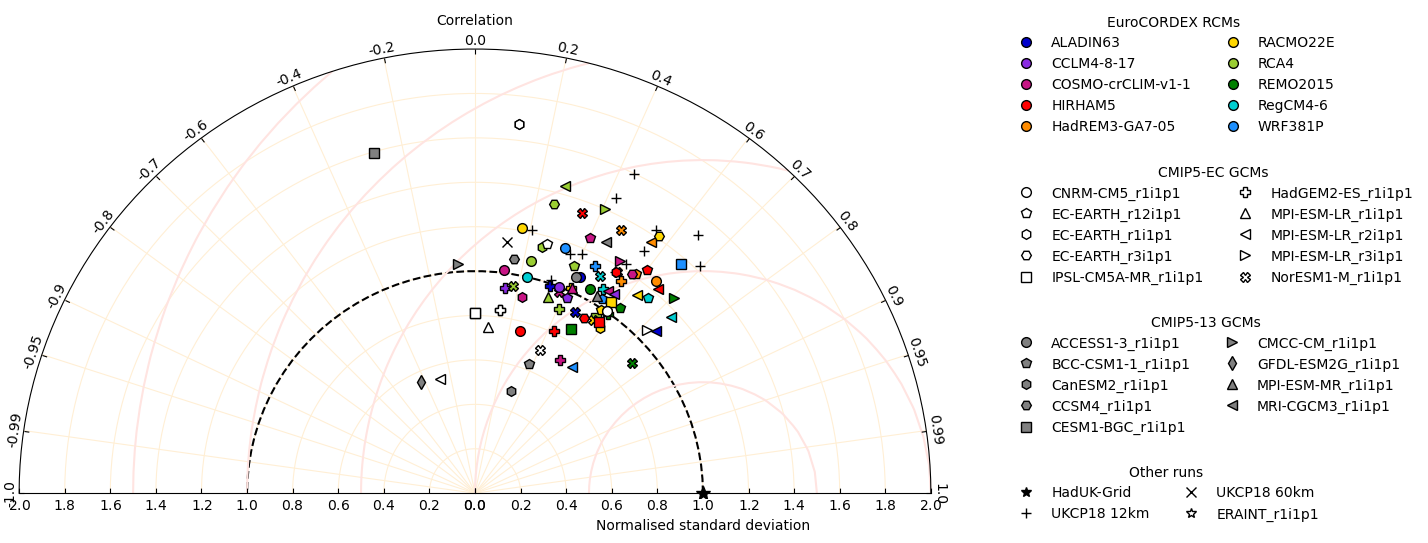 Correlation
0.0
-0.2 0.2
-0.4 0.4
-0.6 0.6
-0.7 0.7
-0.8 0.8
-0.9 0.9
-0.95 0.95
-0.99 0.99
-1.0 1.0
2.0 1.8 1.6 1.4 1.2 1.0 0.8 0.6 0.4 0.2 0.0 0.2 0.4 0.6 0.8 1.0 1.2 1.4 1.6 1.8 2.0
Normalised standard deviation
EuroCORDEX RCMs
ALADIN63 RACMO22E
CCLM4-8-17 RCA4
COSMO-crCLIM-v1-1 REMO2015
HIRHAM5 RegCM4-6
HadREM3-GA7-05 WRF381P
CMIP5-EC GCMs
CNRM-CM5_r1i1p1 HadGEM2-ES_r1i1p1
EC-EARTH_r12i1p1 MPI-ESM-LR_r1i1p1
EC-EARTH_r1i1p1 MPI-ESM-LR_r2i1p1
EC-EARTH_r3i1p1 MPI-ESM-LR_r3i1p1
IPSL-CM5A-MR_r1i1p1 NorESM1-M_r1i1p1
CMIP5-13 GCMs
ACCESS1-3_r1i1p1 CMCC-CM_r1i1p1
BCC-CSM1-1_r1i1p1 GFDL-ESM2G_r1i1p1
CanESM2_r1i1p1 MPI-ESM-MR_r1i1p1
CCSM4_r1i1p1 MRI-CGCM3_r1i1p1
CESM1-BGC_r1i1p1
Other runs
HadUK-Grid UKCP18 60km
UKCP18 12km ERAINT_r1i1p1